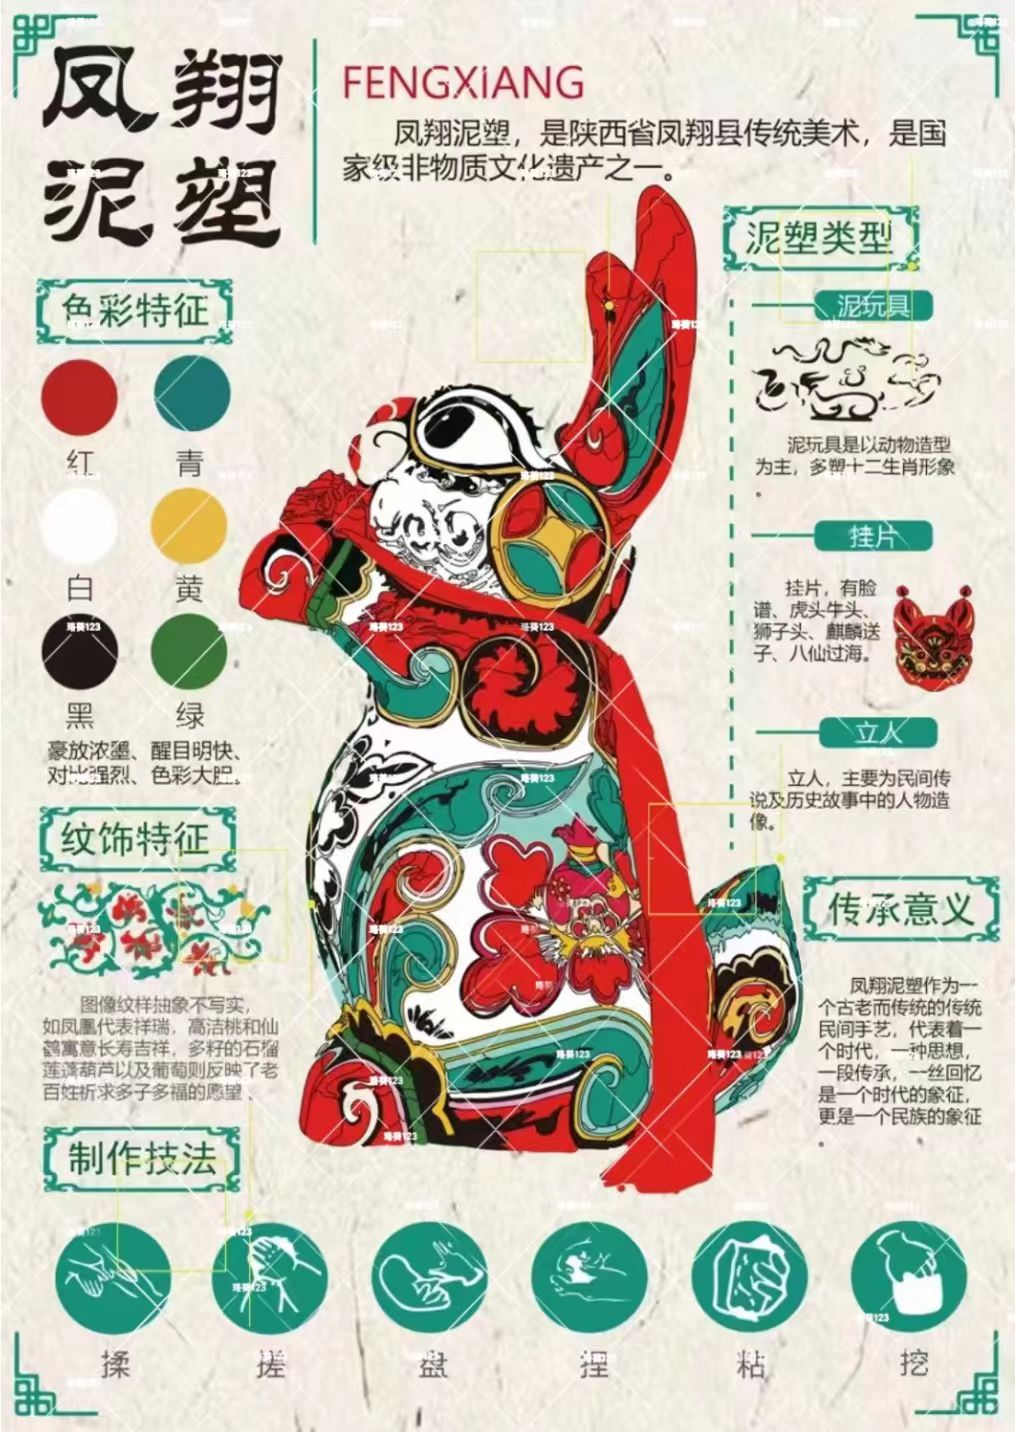 凤翔
泥塑
FENGXIANG
凤翔泥塑，是陕西省凤翔县传统美术，是国
家级非物质文化遗产之一。
色彩特征
红 青
白 黄
黑 绿
豪放浓墨、醒目明快、
对比强烈、色彩大胆。
纹饰特征
图像纹样抽象不写实，
如凤凰代表祥瑞，高洁桃和仙
鹤寓意长寿吉祥，多籽的石榴
莲蓬葫芦以及葡萄则反映了老
百姓祈求多子多福的愿望、
泥塑类型
泥玩具
泥玩具是以动物造型
为主，多塑十二生肖形象
。
挂片
挂片，有脸
谱、虎头牛头、
狮子头、麒麟送
子、八仙过海。
立人
立人，主要为民间传
说及历史故事中的人物造
像。
传承意义
凤翔泥塑作为一
个古老而传统的传统
民间手艺，代表着一
个时代，一种思想，
一段传承，一丝回忆
是一个时代的象征，
更是一个民族的象征
。
制作技法
揉 搓 盘 捏 粘 挖
珞葵123